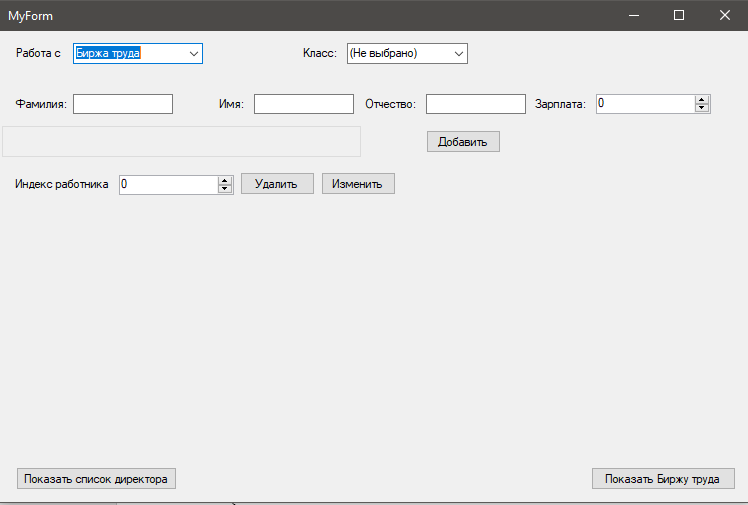 MyForm
Работа с Биржа труда Класс: (Не выбрано)
Фамилия: Имя: Отчество: Зарплата: 0
Добавить
Индекс работника 0 Удалить Изменить
Показать список директора Показать Биржу труда